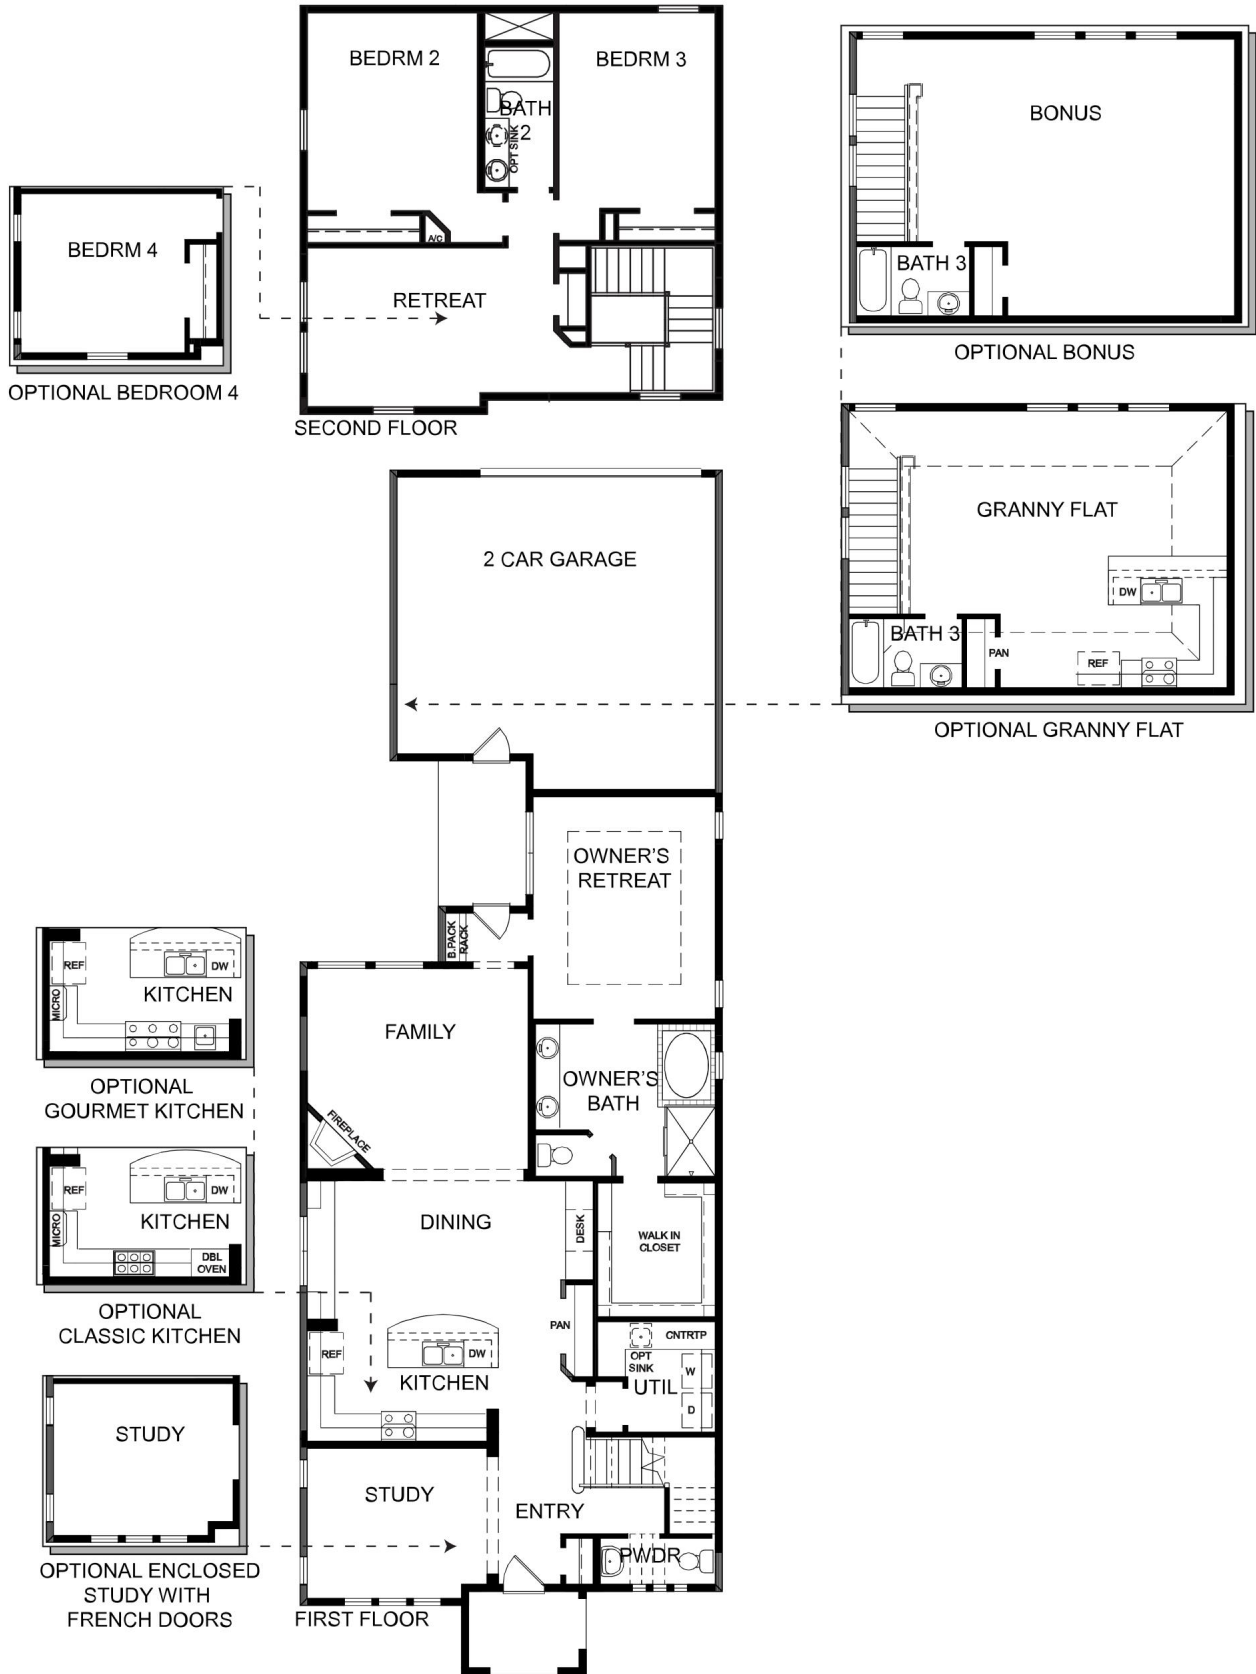 BEDRM 2
BATH
2
OPT SINK
BEDRM 3
A/C
RETREAT
SECOND FLOOR
BEDRM 4
OPTIONAL BEDROOM 4
BONUS
BATH 3
OPTIONAL BONUS
GRANNY FLAT
DW
BATH 3
PAN
REF
OPTIONAL GRANNY FLAT
2 CAR GARAGE
OWNER'S
RETREAT
B.PACK
RACK
FAMILY
FIREPLACE
OWNER'S
BATH
DINING
DESK
WALK IN
CLOSET
PAN
REF
DW
KITCHEN
CNTRTP
OPT
SINK
W
UTIL
D
STUDY
ENTRY
PWDR
FIRST FLOOR
REF
DW
MICRO
KITCHEN
OPTIONAL
GOURMET KITCHEN
REF
DW
MICRO
KITCHEN
DBL
OVEN
OPTIONAL
CLASSIC KITCHEN
STUDY
OPTIONAL ENCLOSED
STUDY WITH
FRENCH DOORS